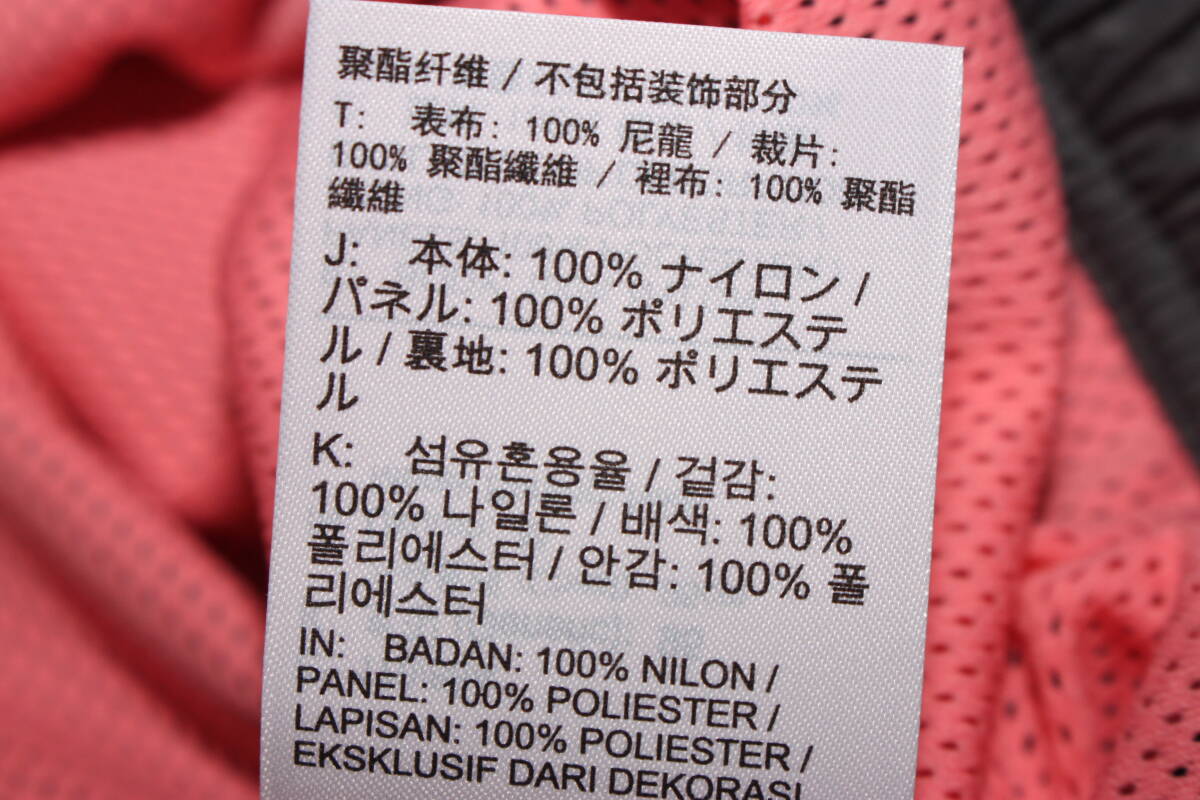 聚酯纤维 / 不包括装饰部分
T: 表布: 100% 尼龍 / 裁片:
100% 聚酯纖維 / 裡布: 100% 聚酯
纖維
J: 本体: 100% ナイロン /
パネル: 100% ポリエステ
ル / 裏地: 100% ポリエステ
ル
K: 섬유혼용율 / 겉감:
100% 나일론 / 배색: 100%
폴리에스터 / 안감: 100% 폴
리에스터
IN: BADAN: 100% NILON /
PANEL: 100% POLIESTER /
LAPISAN: 100% POLIESTER /
EKSKLUSIF DARI DEKORASI